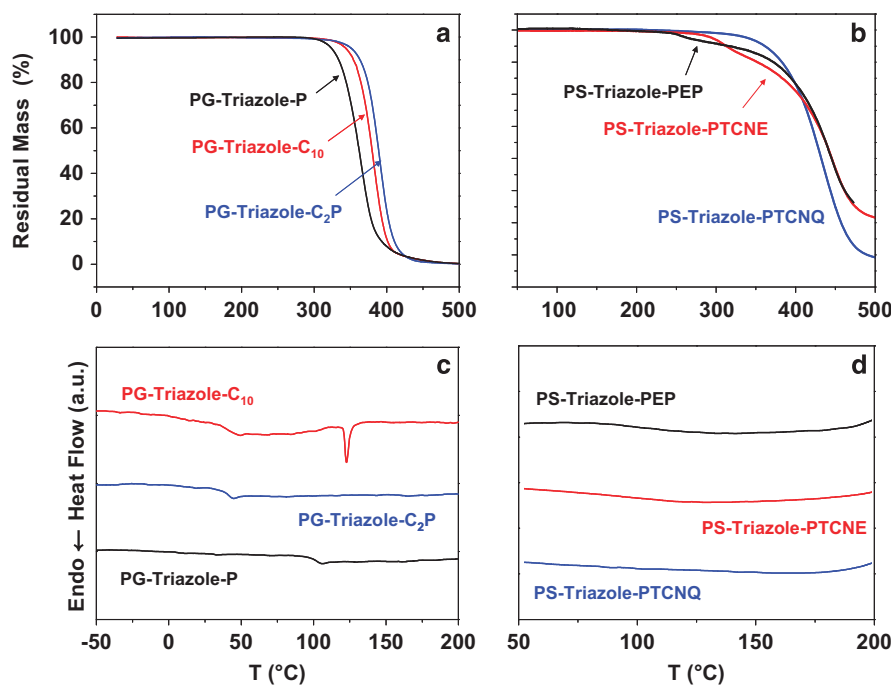 a
b
Residual Mass (%)
100
80
60
40
20
0
PG-Triazole-P
PG-Triazole-C₁₀
PG-Triazole-C₂P
PS-Triazole-PEP
PS-Triazole-PTCNE
PS-Triazole-PTCNQ
0 100 200 300 400 500
100 200 300 400 500
c
d
Endo ← Heat Flow (a.u.)
PG-Triazole-C₁₀
PG-Triazole-C₂P
PG-Triazole-P
PS-Triazole-PEP
PS-Triazole-PTCNE
PS-Triazole-PTCNQ
-50 0 50 100 150 200
50 100 150 200
T (°C)
T (°C)